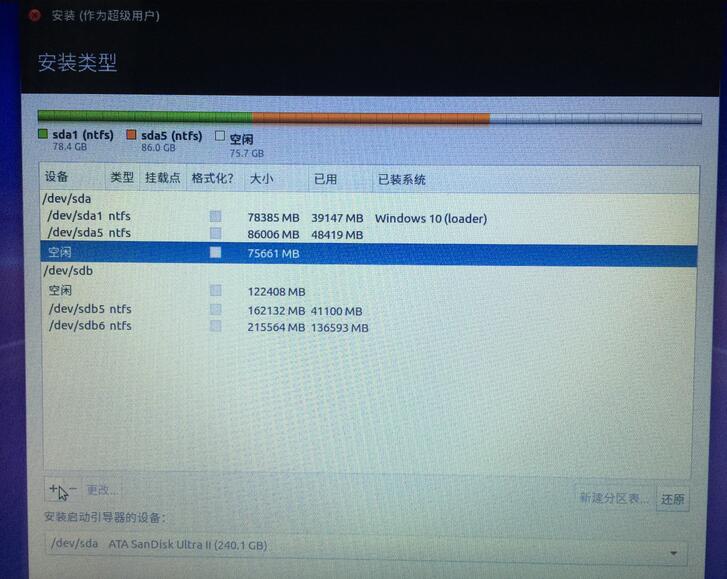 安装 (作为超级用户)
安装类型
sda1 (ntfs) sda5 (ntfs) 空闲
78.4 GB 86.0 GB 75.7 GB
设备 类型 挂载点 格式化? 大小 已用 已装系统
/dev/sda
/dev/sda1 ntfs 78385 MB 39147 MB Windows 10 (loader)
/dev/sda5 ntfs 86006 MB 48419 MB
空闲 75661 MB
/dev/sdb
空闲 122408 MB
/dev/sdb5 ntfs 162132 MB 41100 MB
/dev/sdb6 ntfs 215564 MB 136593 MB
+ − 更改... 新建分区表... 还原
安装启动引导器的设备:
/dev/sda ATA SanDisk Ultra II (240.1 GB)